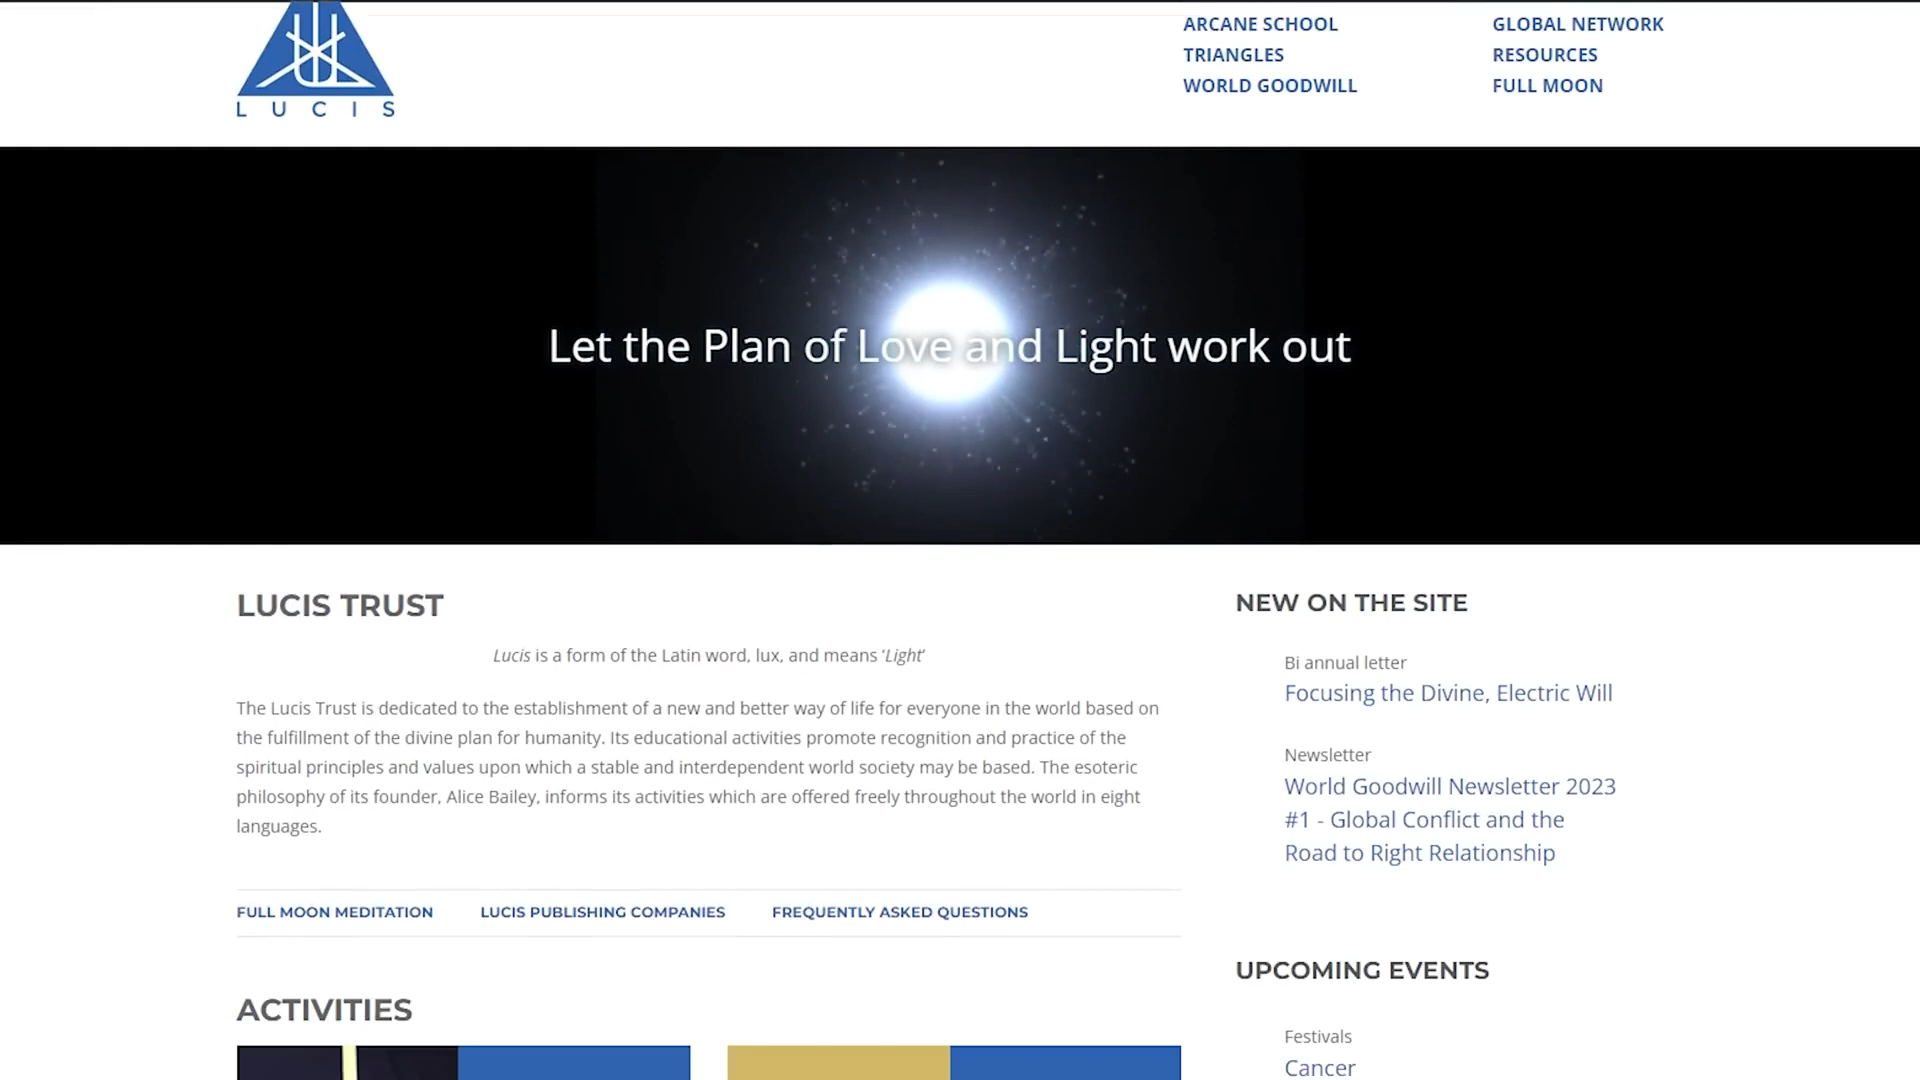 LUCIS
ARCANE SCHOOL
TRIANGLES
WORLD GOODWILL
GLOBAL NETWORK
RESOURCES
FULL MOON
Let the Plan of Love and Light work out
LUCIS TRUST
Lucis is a form of the Latin word, lux, and means ‘Light’
The Lucis Trust is dedicated to the establishment of a new and better way of life for everyone in the world based on
the fulfillment of the divine plan for humanity. Its educational activities promote recognition and practice of the
spiritual principles and values upon which a stable and interdependent world society may be based. The esoteric
philosophy of its founder, Alice Bailey, informs its activities which are offered freely throughout the world in eight
languages.
FULL MOON MEDITATION
LUCIS PUBLISHING COMPANIES
FREQUENTLY ASKED QUESTIONS
ACTIVITIES
NEW ON THE SITE
Bi annual letter
Focusing the Divine, Electric Will
Newsletter
World Goodwill Newsletter 2023
#1 - Global Conflict and the
Road to Right Relationship
UPCOMING EVENTS
Festivals
Cancer